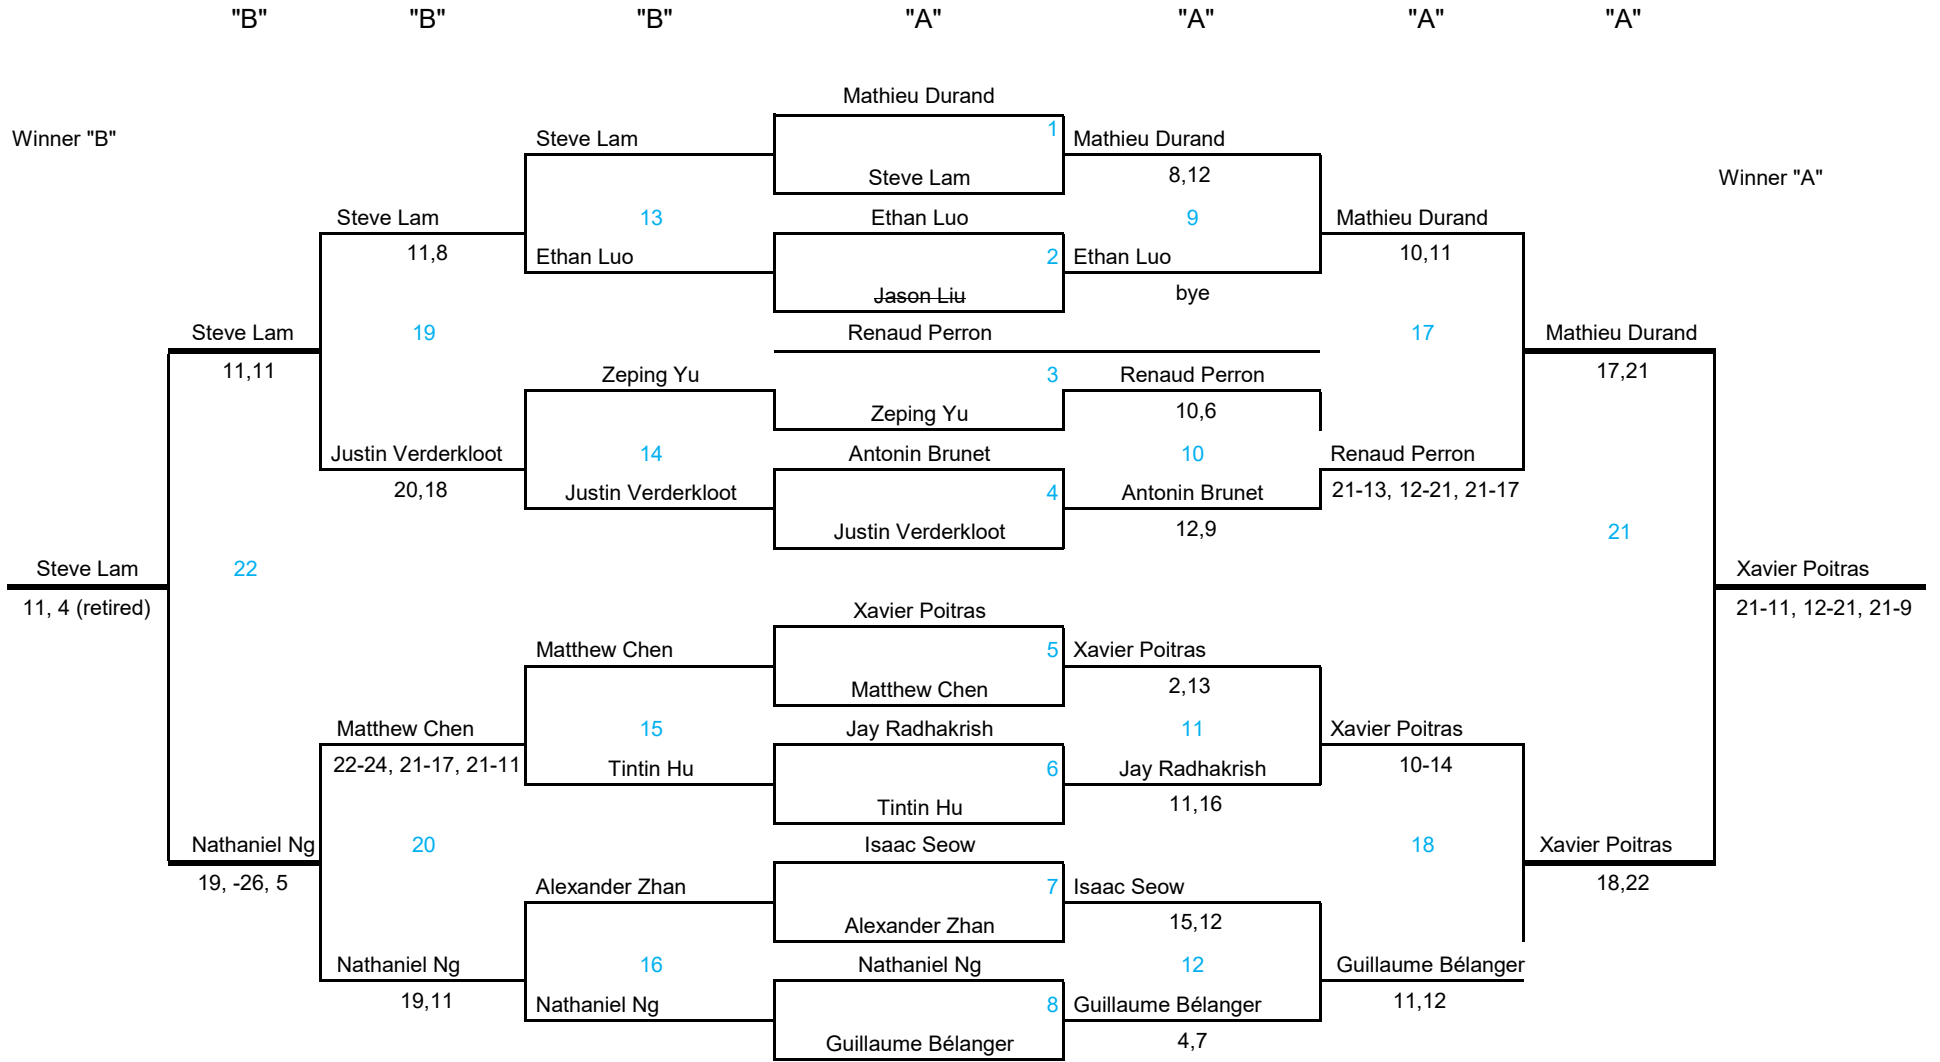 "B" "B" "B" "A" "A" "A" "A"
Mathieu Durand
Winner "B" Steve Lam 1 Mathieu Durand
Steve Lam 8,12 Winner "A"
Steve Lam 13 Ethan Luo 9 Mathieu Durand
11,8 Ethan Luo 2 Ethan Luo 10,11
Jason Liu bye
Steve Lam 19 Renaud Perron 17 Mathieu Durand
11,11 Zeping Yu 3 Renaud Perron 17,21
Zeping Yu 10,6
Justin Verderkloot 14 Antonin Brunet 10 Renaud Perron
20,18 Justin Verderkloot 4 Antonin Brunet 21-13, 12-21, 21-17
Justin Verderkloot 12,9 21
Steve Lam 22 Xavier Poitras
11, 4 (retired) Xavier Poitras 21-11, 12-21, 21-9
Matthew Chen 5 Xavier Poitras
Matthew Chen 2,13
Matthew Chen 15 Jay Radhakrish 11 Xavier Poitras
22-24, 21-17, 21-11 Tintin Hu 6 Jay Radhakrish 10-14
Tintin Hu 11,16
Nathaniel Ng 20 Isaac Seow 18 Xavier Poitras
19, -26, 5 Alexander Zhan 7 Isaac Seow 18,22
Alexander Zhan 15,12
Nathaniel Ng 16 Nathaniel Ng 12 Guillaume Bélanger
19,11 Nathaniel Ng 8 Guillaume Bélanger 11,12
Guillaume Bélanger 4,7